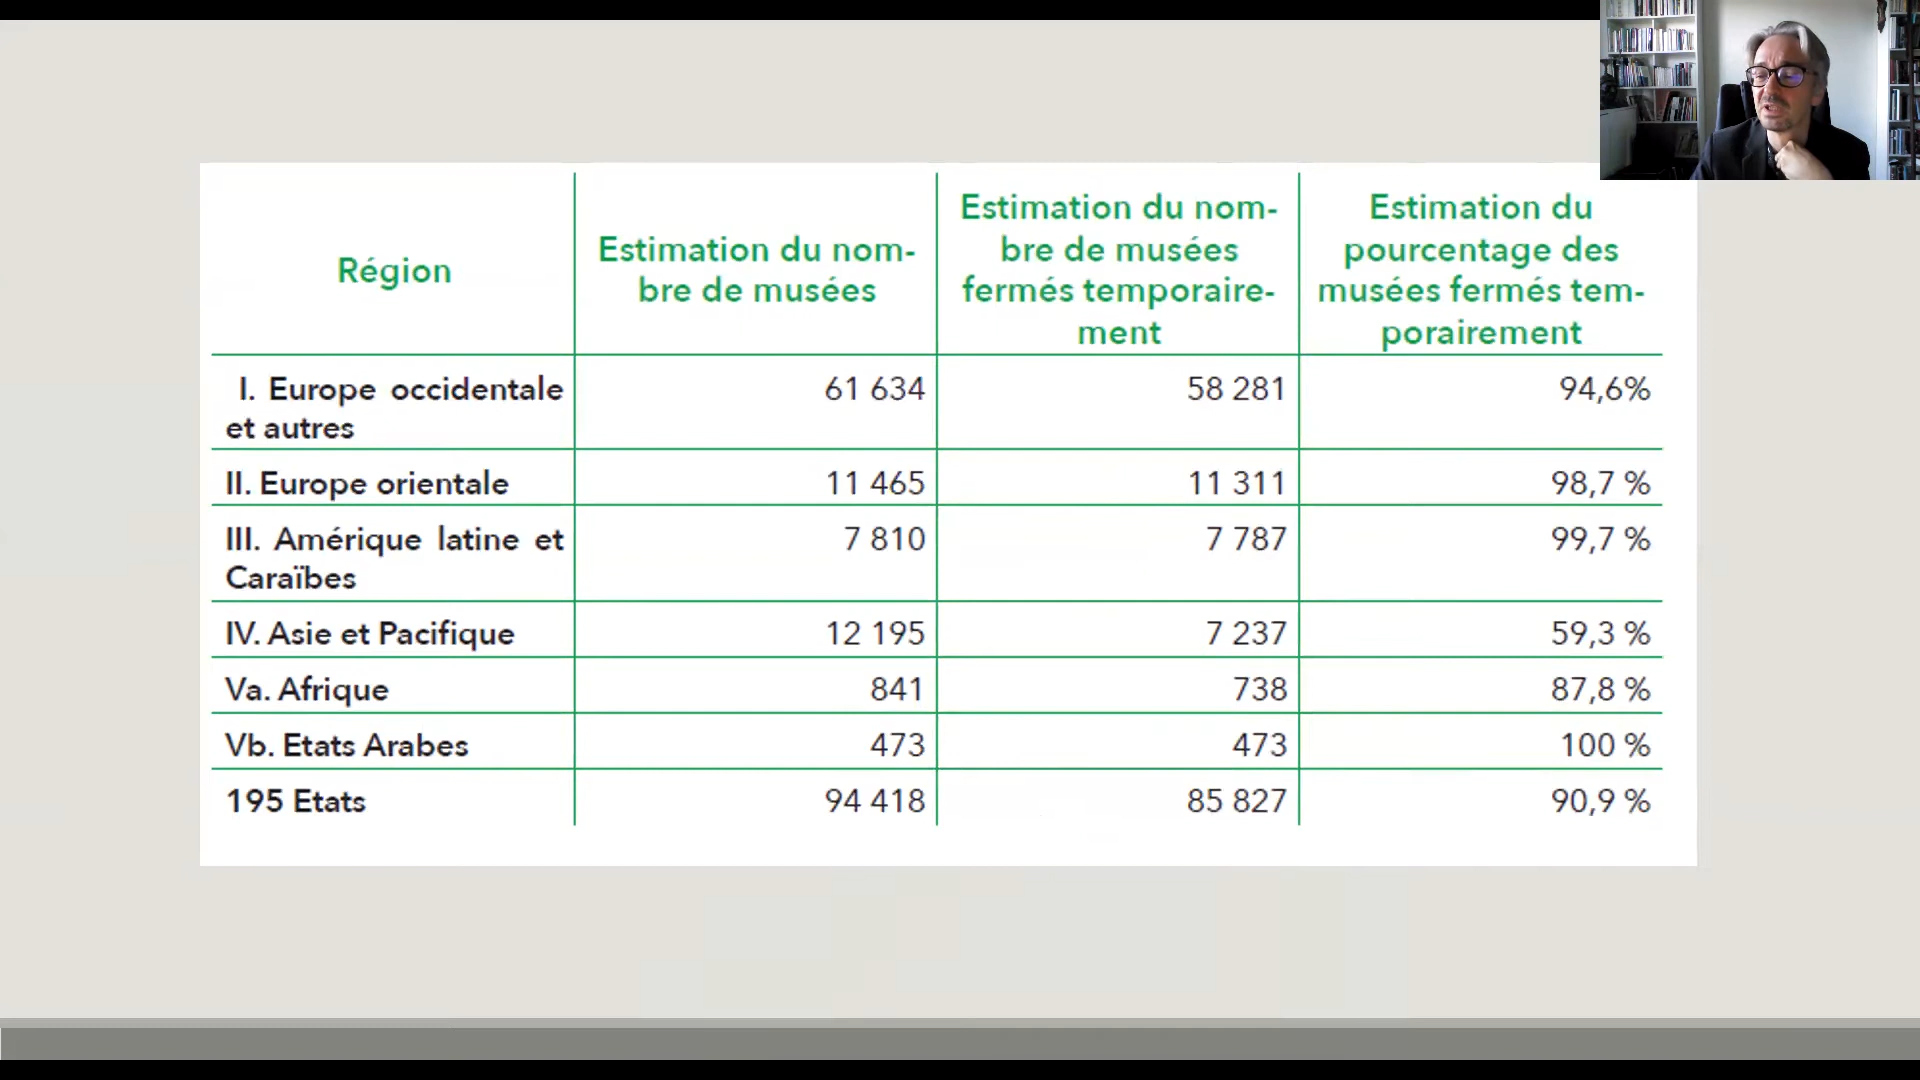 Région
Estimation du nom-
bre de musées
Estimation du nom-
bre de musées
fermés temporaire-
ment
Estimation du
pourcentage des
musées fermés tem-
porairement
I. Europe occidentale
et autres
61 634
58 281
94,6%
II. Europe orientale
11 465
11 311
98,7 %
III. Amérique latine et
Caraïbes
7 810
7 787
99,7 %
IV. Asie et Pacifique
12 195
7 237
59,3 %
Va. Afrique
841
738
87,8 %
Vb. Etats Arabes
473
473
100 %
195 Etats
94 418
85 827
90,9 %